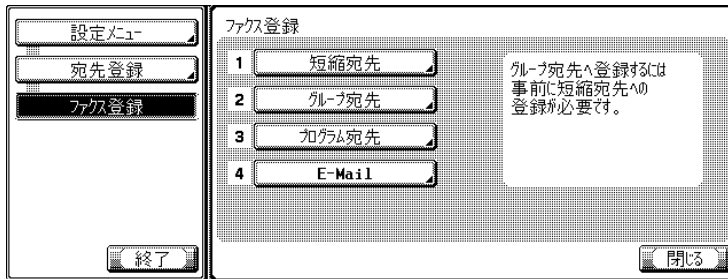 設定ﾒﾆｭｰ
宛先登録
ﾌｧｸｽ登録
終了
ﾌｧｸｽ登録
1 短縮宛先
2 ｸﾞﾙｰﾌﾟ宛先
3 ﾌﾟﾛｸﾞﾗﾑ宛先
4 E-Mail
ｸﾞﾙｰﾌﾟ宛先へ登録するには
事前に短縮宛先への
登録が必要です。
閉じる